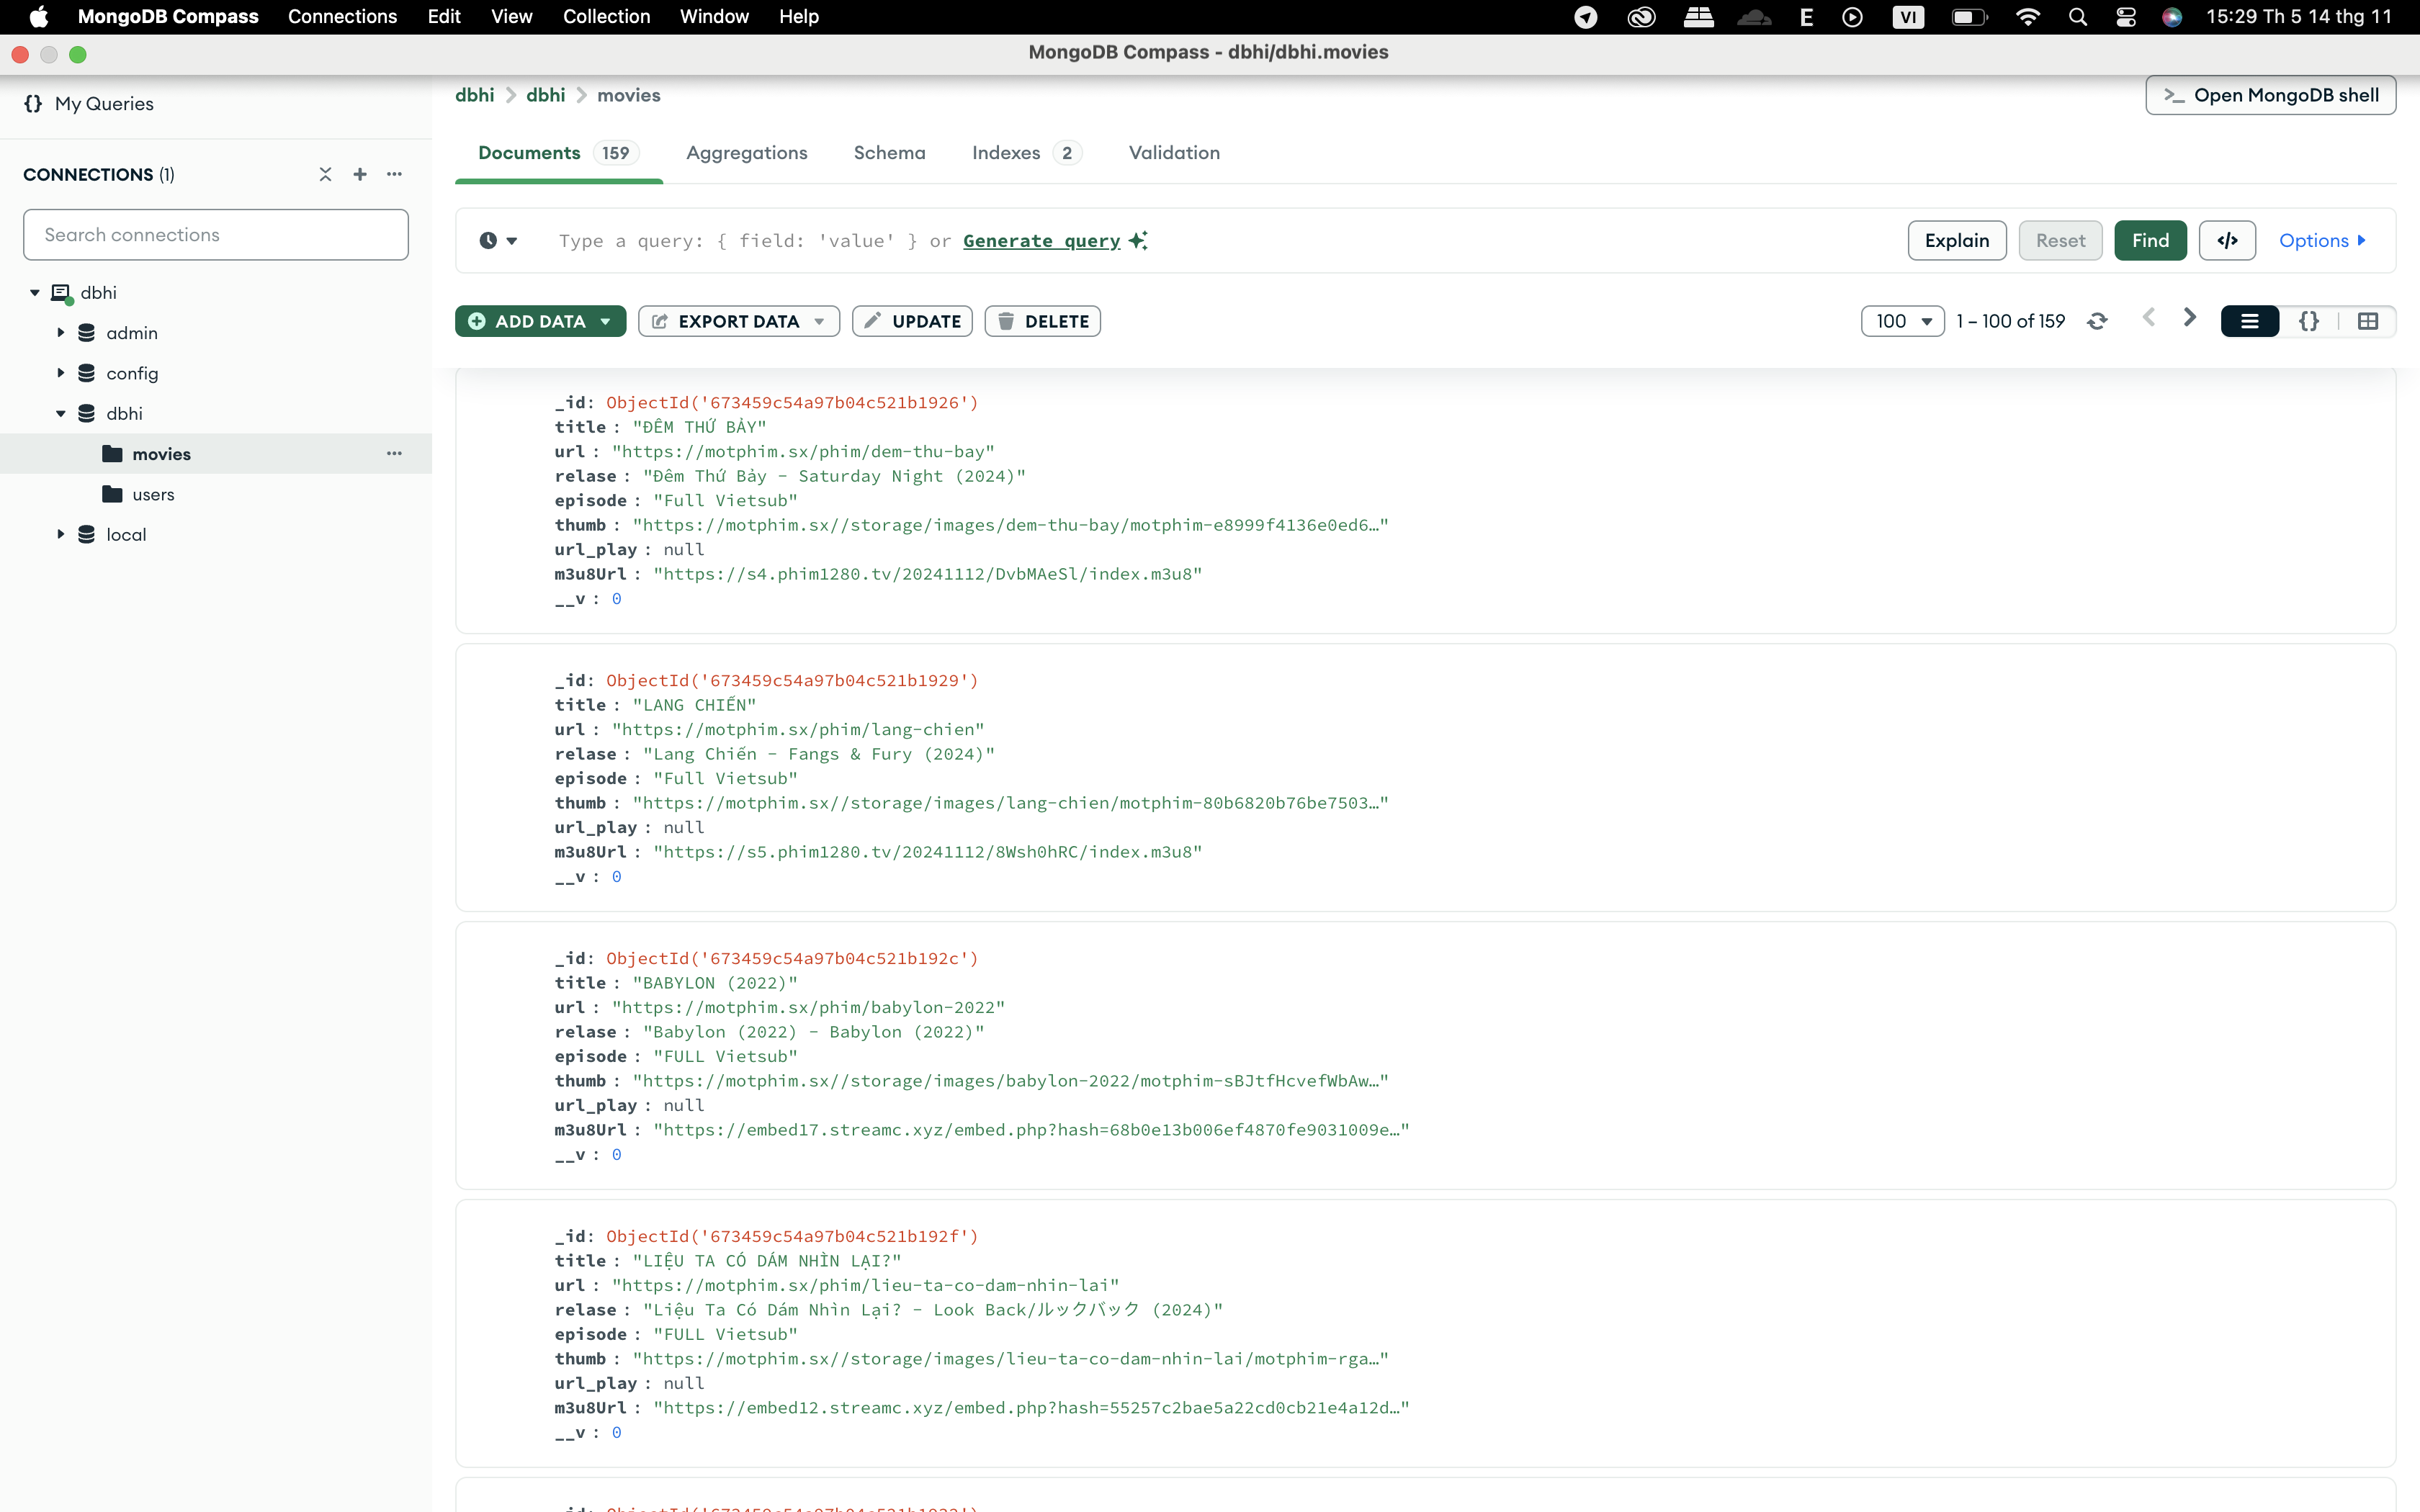 MongoDB Compass Connections Edit View Collection Window Help E VI 15:29 Th 5 14 thg 11
MongoDB Compass - dbhi/dbhi.movies
{} My Queries
CONNECTIONS (1)
Search connections
dbhi
admin
config
dbhi
movies
users
local
dbhi > dbhi > movies
>_ Open MongoDB shell
Documents 159 Aggregations Schema Indexes 2 Validation
Type a query: { field: 'value' } or Generate query
Explain Reset Find </> Options
ADD DATA EXPORT DATA UPDATE DELETE
100 1 – 100 of 159 {}
_id: ObjectId('673459c54a97b04c521b1926')
title : "ĐÊM THỨ BẢY"
url : "https://motphim.sx/phim/dem-thu-bay"
relase : "Đêm Thứ Bảy - Saturday Night (2024)"
episode : "Full Vietsub"
thumb : "https://motphim.sx//storage/images/dem-thu-bay/motphim-e8999f4136e0ed6…"
url_play : null
m3u8Url : "https://s4.phim1280.tv/20241112/DvbMAeSl/index.m3u8"
__v : 0
_id: ObjectId('673459c54a97b04c521b1929')
title : "LANG CHIẾN"
url : "https://motphim.sx/phim/lang-chien"
relase : "Lang Chiến - Fangs & Fury (2024)"
episode : "Full Vietsub"
thumb : "https://motphim.sx//storage/images/lang-chien/motphim-80b6820b76be7503…"
url_play : null
m3u8Url : "https://s5.phim1280.tv/20241112/8Wsh0hRC/index.m3u8"
__v : 0
_id: ObjectId('673459c54a97b04c521b192c')
title : "BABYLON (2022)"
url : "https://motphim.sx/phim/babylon-2022"
relase : "Babylon (2022) - Babylon (2022)"
episode : "FULL Vietsub"
thumb : "https://motphim.sx//storage/images/babylon-2022/motphim-sBJtfHcvefWbAw…"
url_play : null
m3u8Url : "https://embed17.streamc.xyz/embed.php?hash=68b0e13b006ef4870fe9031009e…"
__v : 0
_id: ObjectId('673459c54a97b04c521b192f')
title : "LIỆU TA CÓ DÁM NHÌN LẠI?"
url : "https://motphim.sx/phim/lieu-ta-co-dam-nhin-lai"
relase : "Liệu Ta Có Dám Nhìn Lại? - Look Back/ルックバック (2024)"
episode : "FULL Vietsub"
thumb : "https://motphim.sx//storage/images/lieu-ta-co-dam-nhin-lai/motphim-rga…"
url_play : null
m3u8Url : "https://embed12.streamc.xyz/embed.php?hash=55257c2bae5a22cd0cb21e4a12d…"
__v : 0